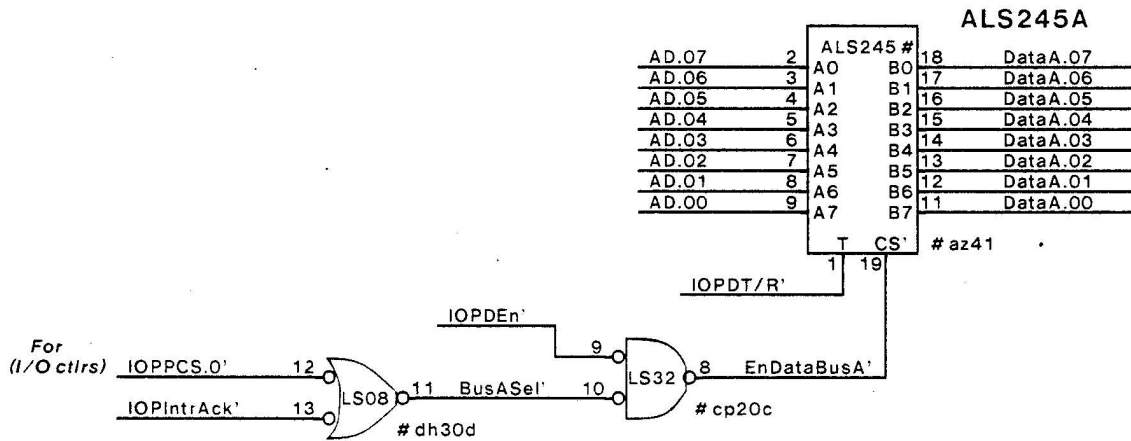 ALS245A
ALS245 #
AD.07 2 A0 B0 18 DataA.07
AD.06 3 A1 B1 17 DataA.06
AD.05 4 A2 B2 16 DataA.05
AD.04 5 A3 B3 15 DataA.04
AD.03 6 A4 B4 14 DataA.03
AD.02 7 A5 B5 13 DataA.02
AD.01 8 A6 B6 12 DataA.01
AD.00 9 A7 B7 11 DataA.00
T CS' # az41
1 19
IOPDT/R'
IOPDEn'
9
For
(I/O ctlrs)
IOPPCS.0' 12
LS08
11 BusASel' 10
LS32
8 EnDataBusA'
IOPIntrAck' 13
# dh30d
# cp20c